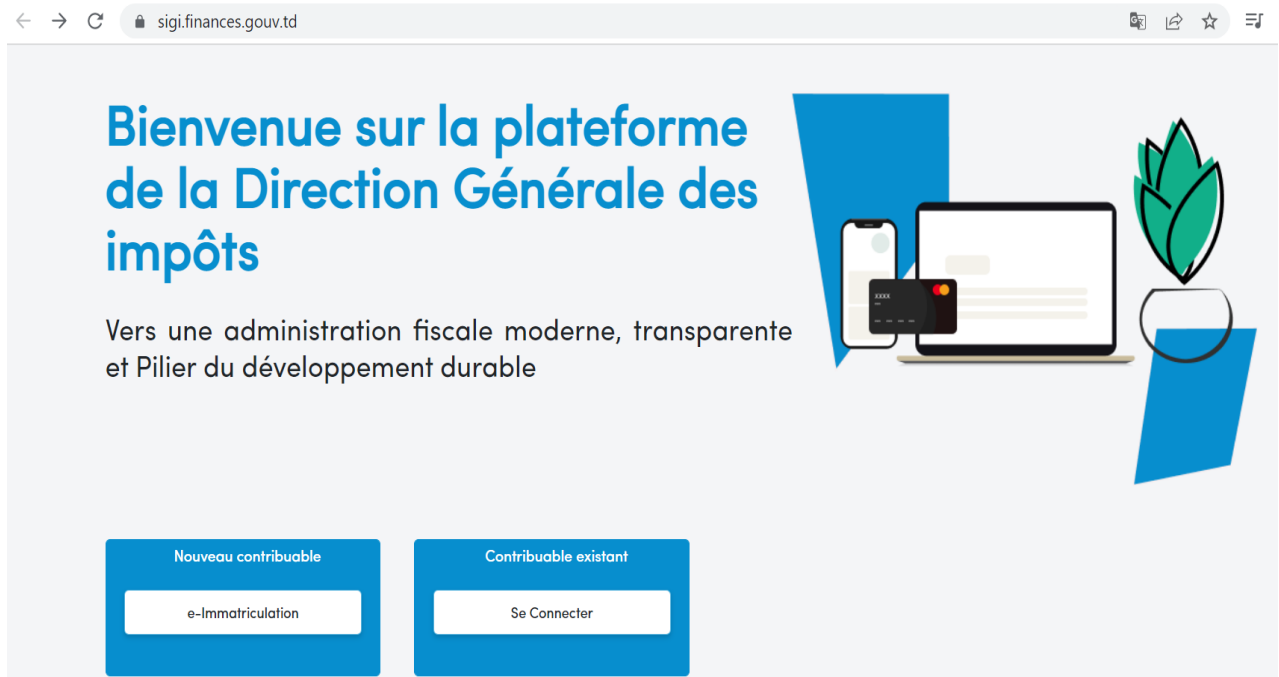 sigi.finances.gouv.td
Bienvenue sur la plateforme
de la Direction Générale des
impôts
Vers une administration fiscale moderne, transparente
et Pilier du développement durable
XXXX
Nouveau contribuable
Contribuable existant
e-Immatriculation
Se Connecter